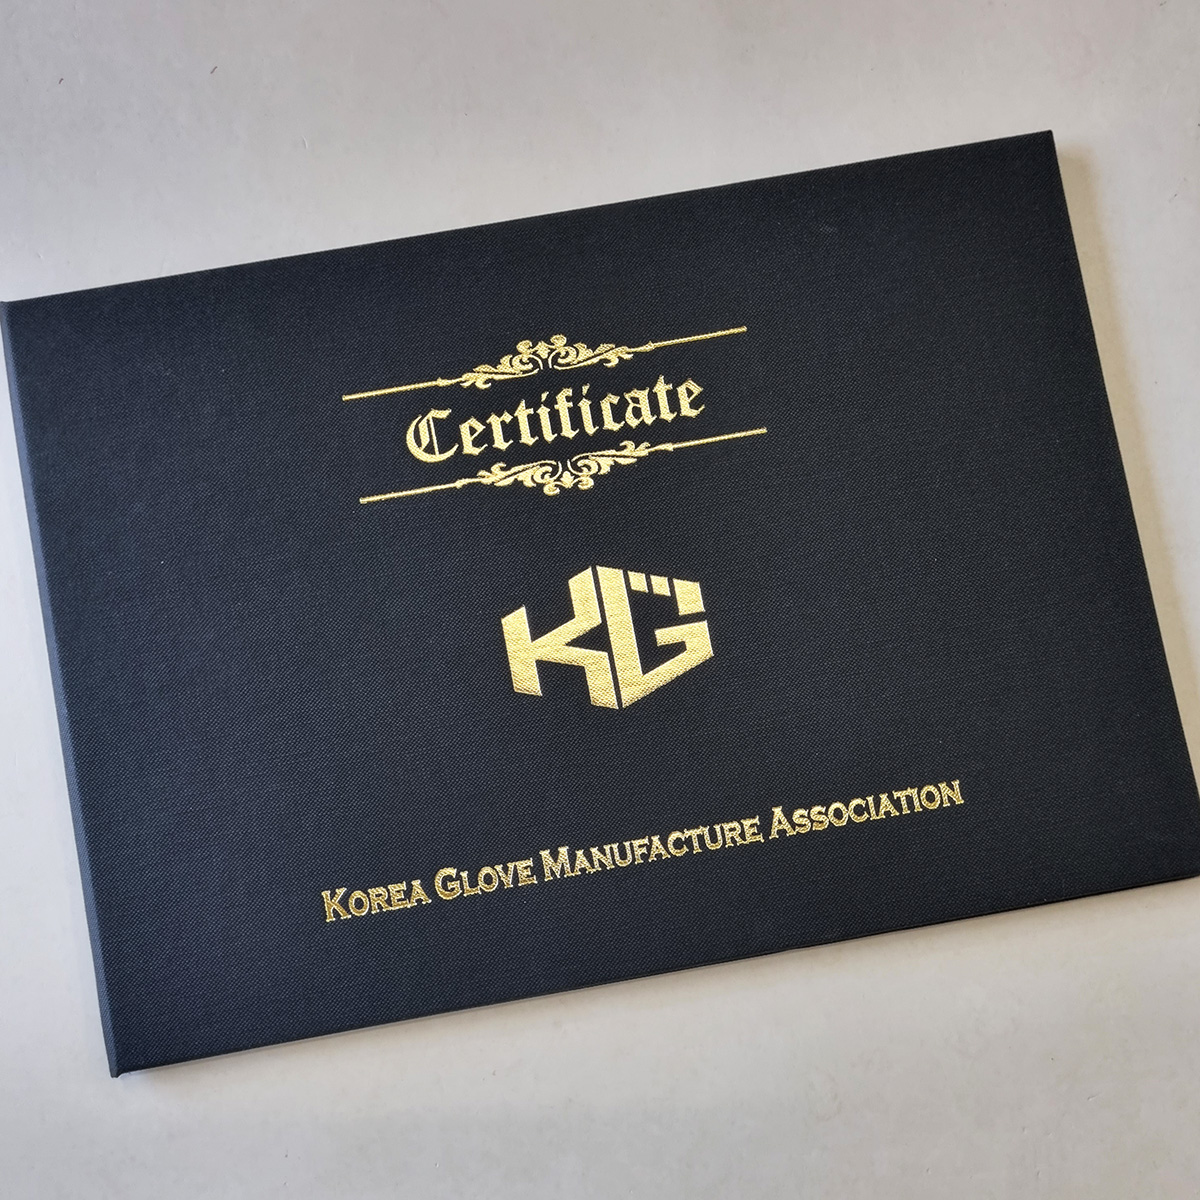 Certificate
KG
KOREA GLOVE MANUFACTURE ASSOCIATION